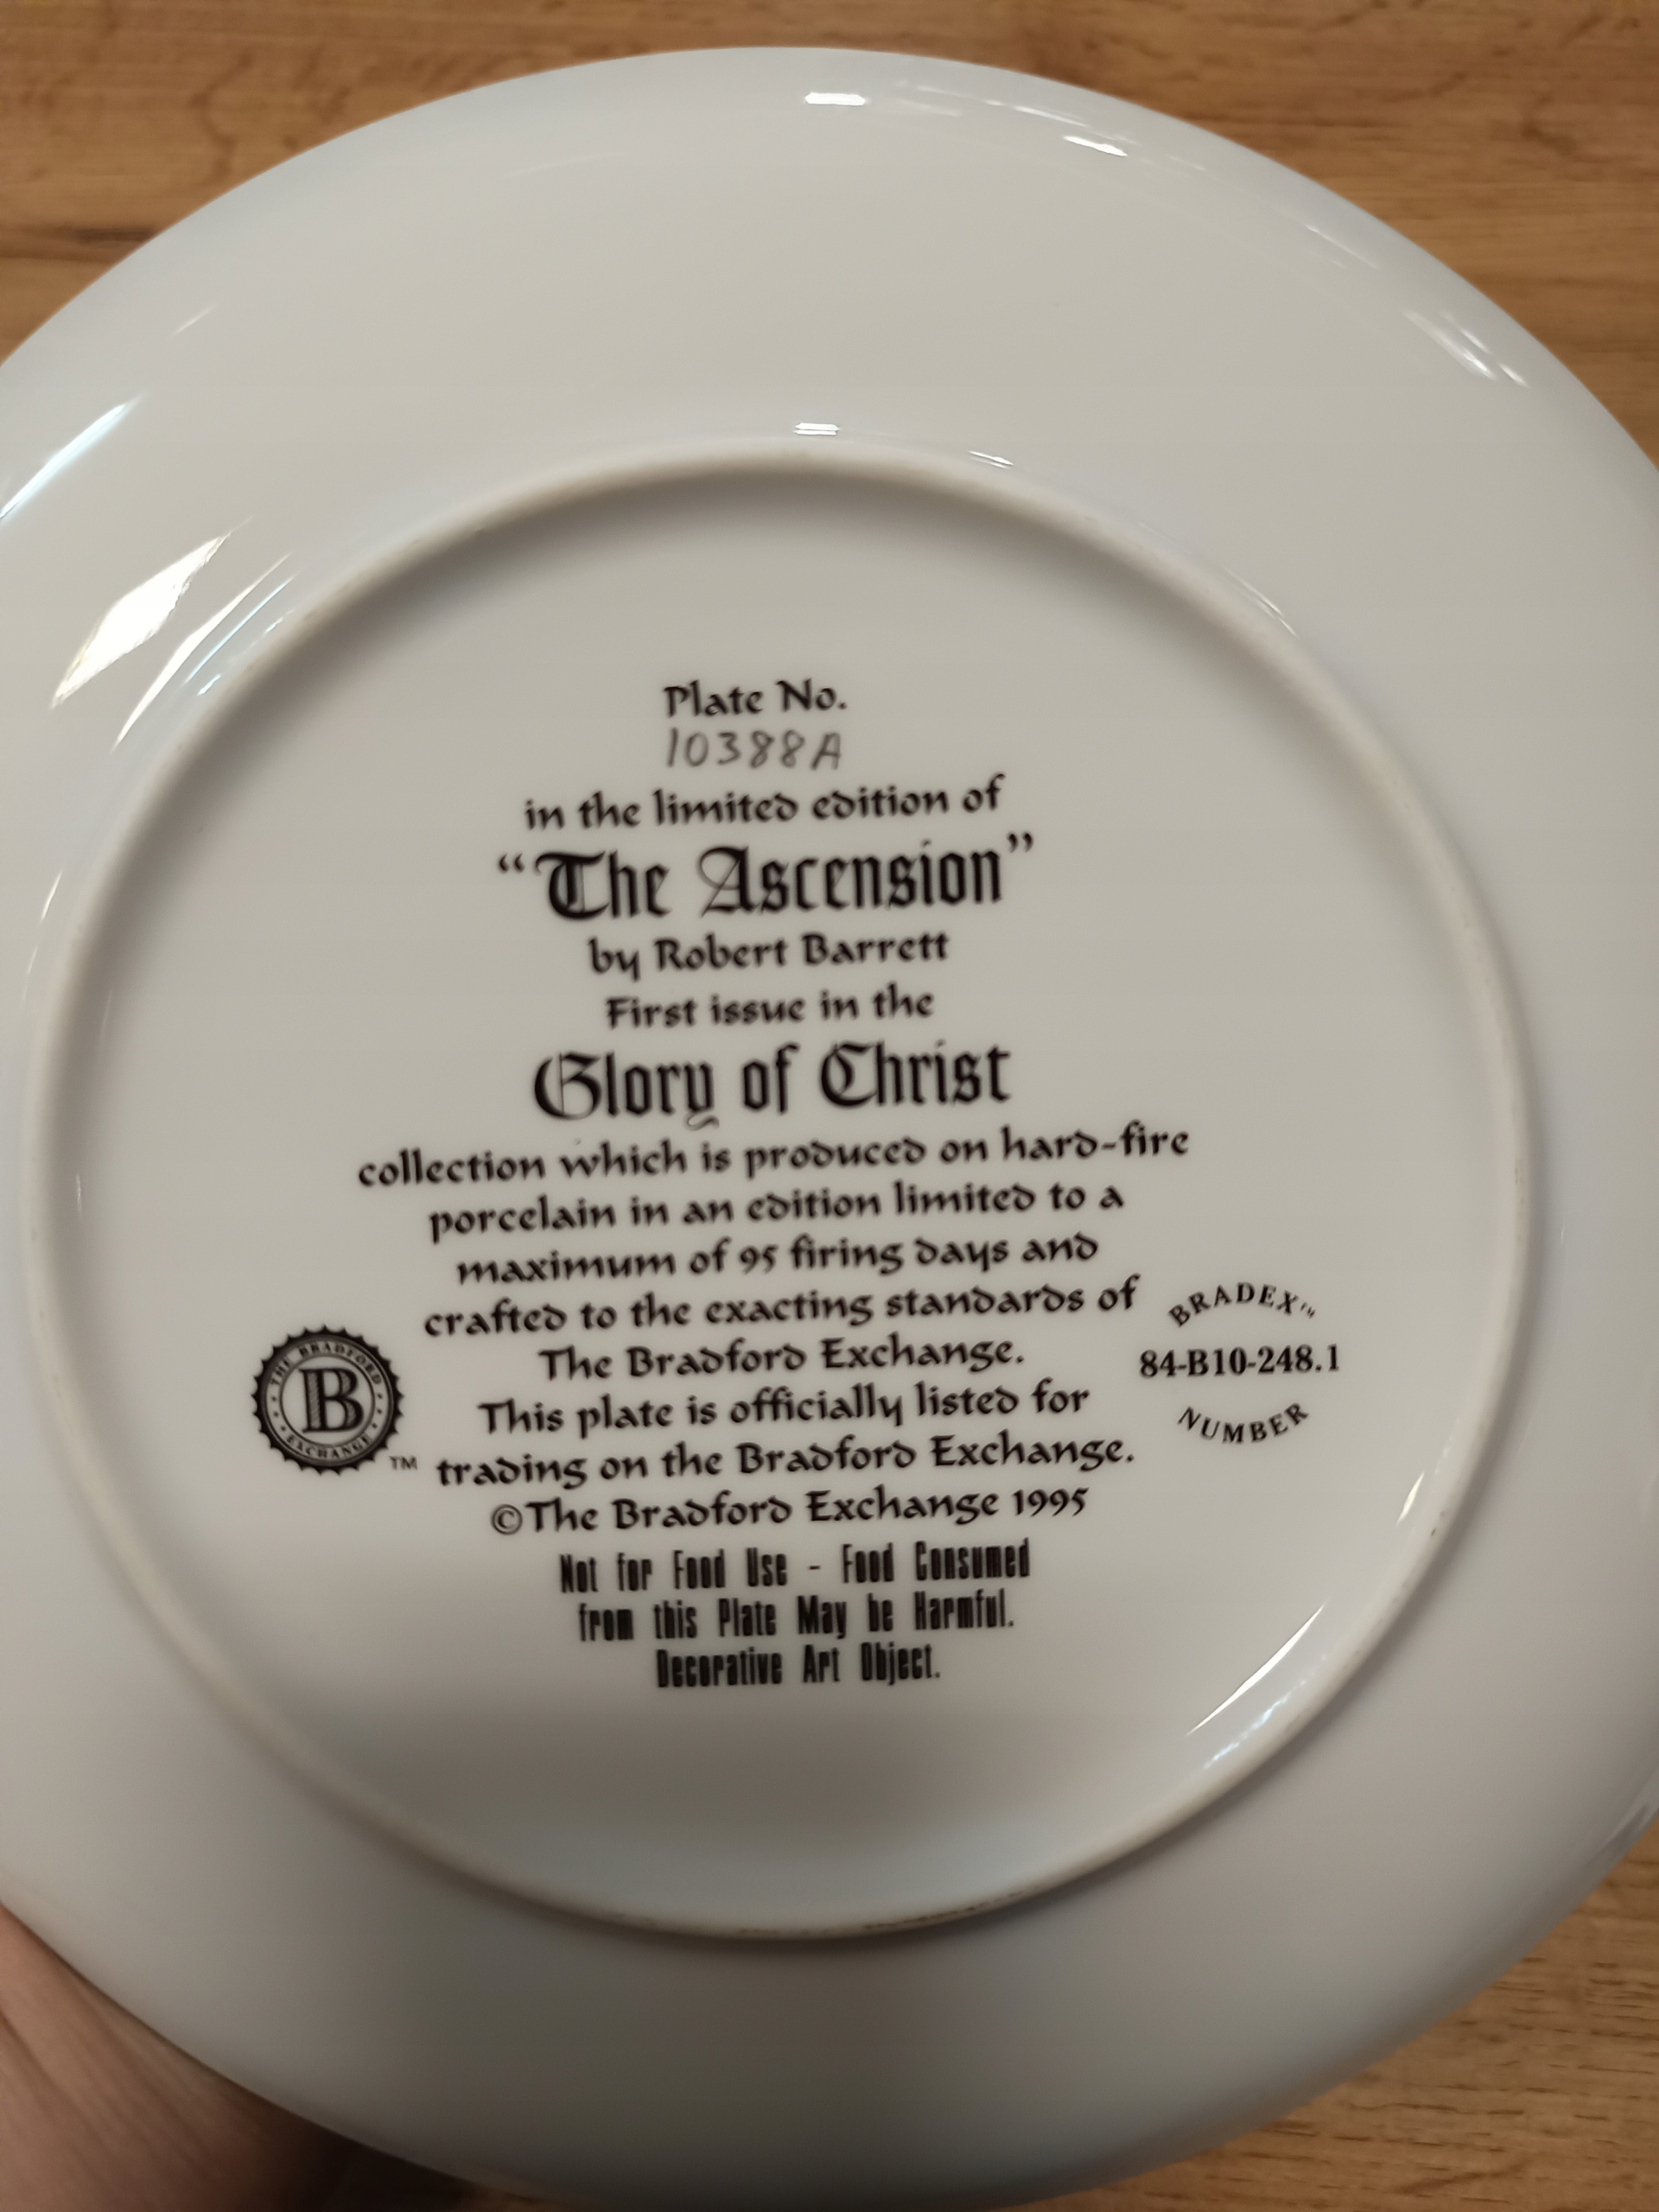 Plate No.
10388A
in the limited edition of
“The Ascension”
by Robert Barrett
First issue in the
Glory of Christ
collection which is produced on hard-fire
porcelain in an edition limited to a
maximum of 95 firing days and
crafted to the exacting standards of
The Bradford Exchange.
This plate is officially listed for
trading on the Bradford Exchange.
©The Bradford Exchange 1995
Not for Food Use - Food Consumed
from this Plate May be Harmful.
Decorative Art Object.
THE BRADFORD
B
EXCHANGE
TM
BRADEX™
84-B10-248.1
NUMBER